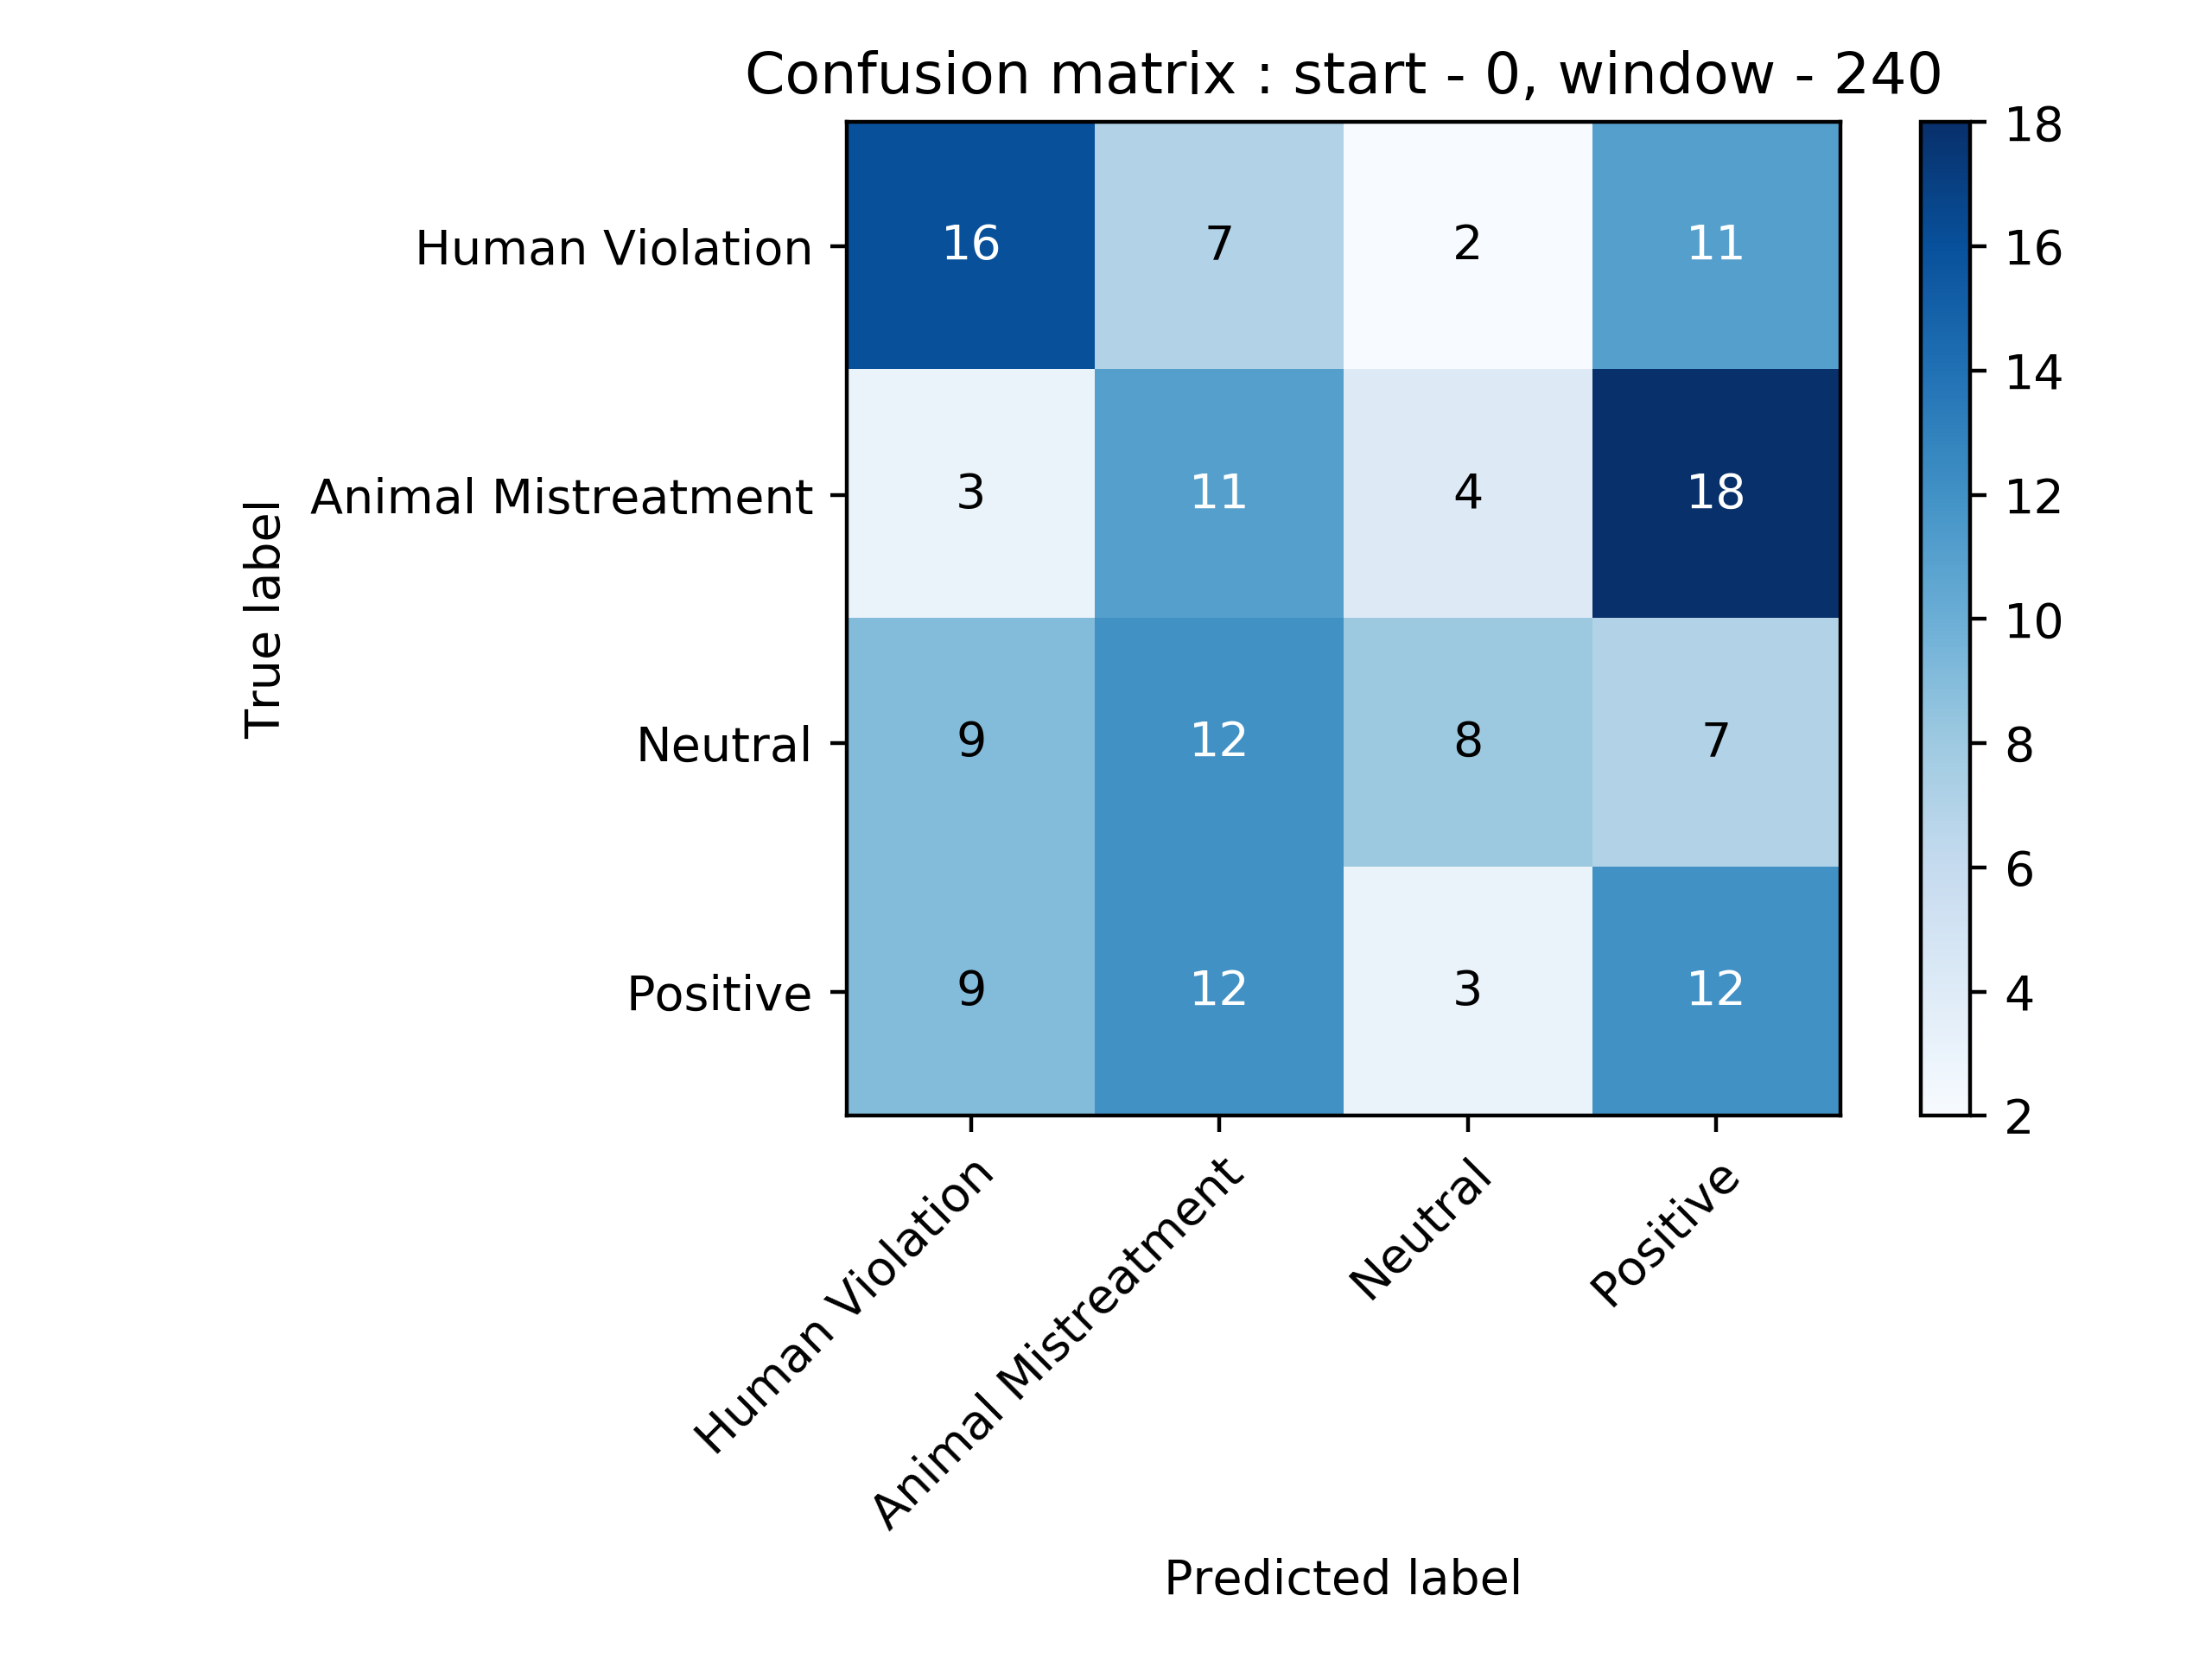 Confusion matrix : start - 0, window - 240
True label
Human Violation
16 7 2 11
Animal Mistreatment
3 11 4 18
Neutral
9 12 8 7
Positive
9 12 3 12
Human Violation
Animal Mistreatment
Neutral
Positive
Predicted label
18
16
14
12
10
8
6
4
2